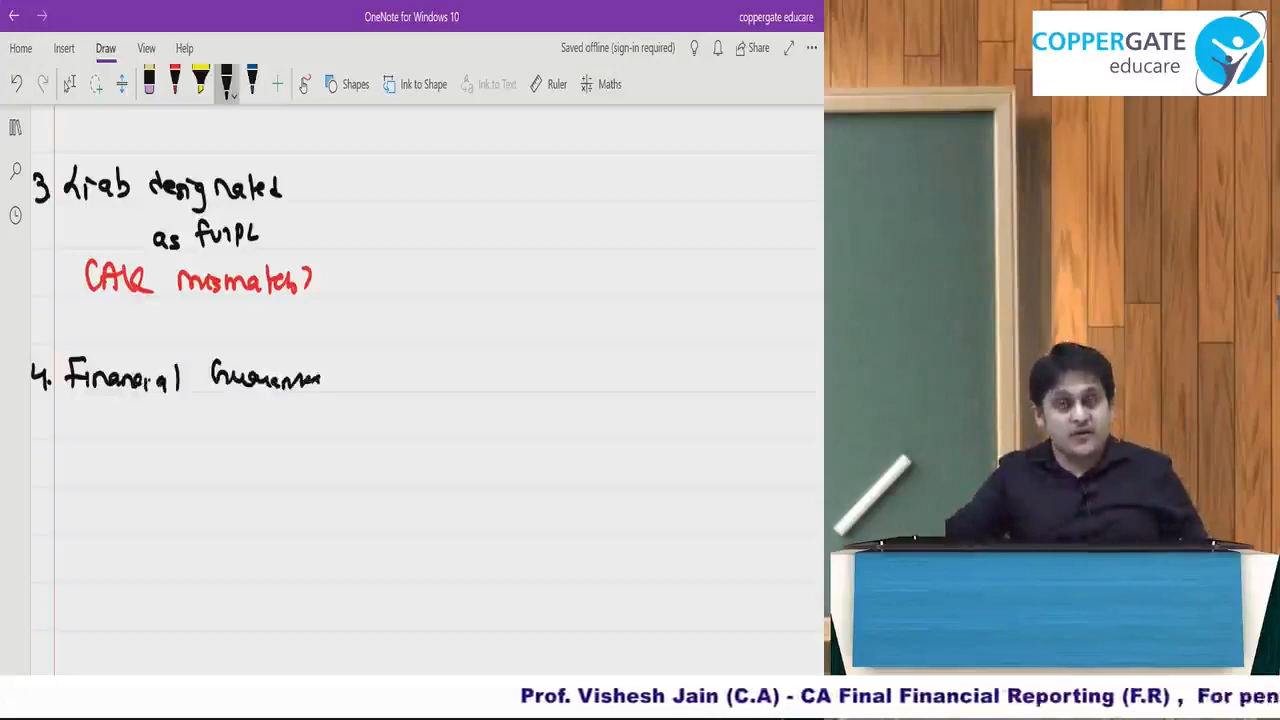 OneNote for Windows 10
coppergate educare
Home Insert Draw View Help
Saved offline (sign-in required)
Share
Shapes
Ink to Shape
Ink to Text
Ruler
Maths
COPPERGATE
educare
3 Liab designated
as FVTPL
mismatch?
4. Financial Guarantee
Prof. Vishesh Jain (C.A) - CA Final Financial Reporting (F.R) , For pen